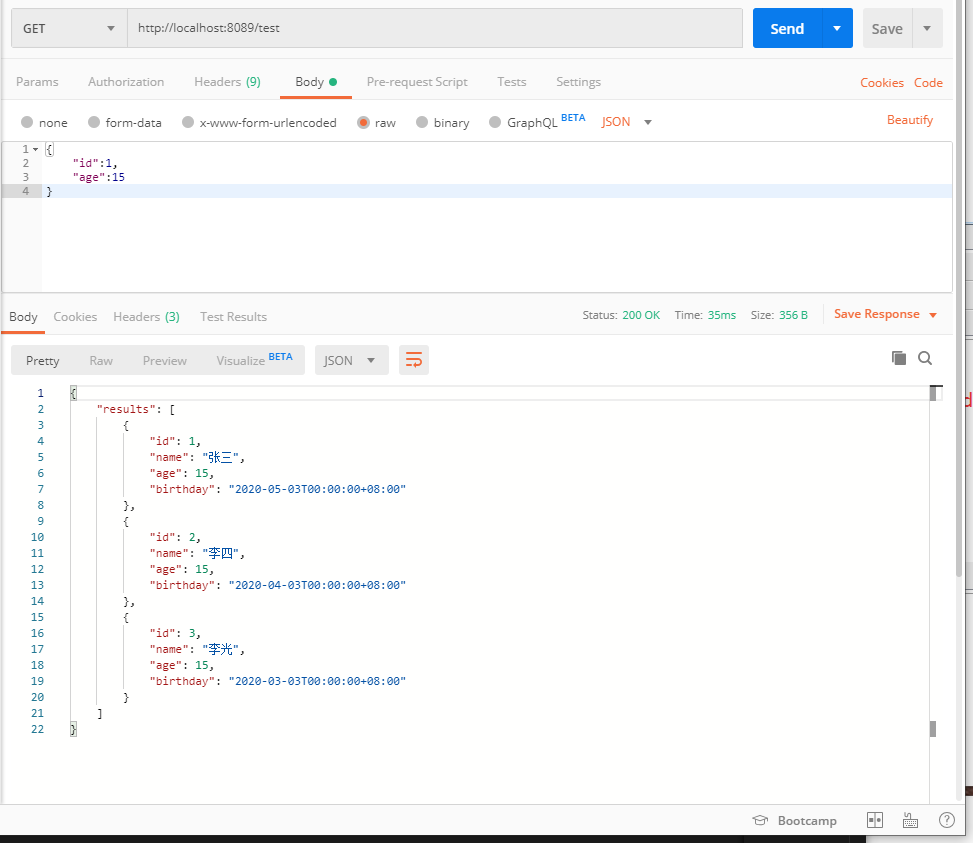 GET http://localhost:8089/test Send Save
Params Authorization Headers (9) Body Pre-request Script Tests Settings Cookies Code
none form-data x-www-form-urlencoded raw binary GraphQL BETA JSON Beautify
1 {
2 "id":1,
3 "age":15
4 }
Body Cookies Headers (3) Test Results Status: 200 OK Time: 35ms Size: 356 B Save Response
Pretty Raw Preview Visualize BETA JSON
1 {
2 "results": [
3 {
4 "id": 1,
5 "name": "张三",
6 "age": 15,
7 "birthday": "2020-05-03T00:00:00+08:00"
8 },
9 {
10 "id": 2,
11 "name": "李四",
12 "age": 15,
13 "birthday": "2020-04-03T00:00:00+08:00"
14 },
15 {
16 "id": 3,
17 "name": "李光",
18 "age": 15,
19 "birthday": "2020-03-03T00:00:00+08:00"
20 }
21 ]
22 }
Bootcamp